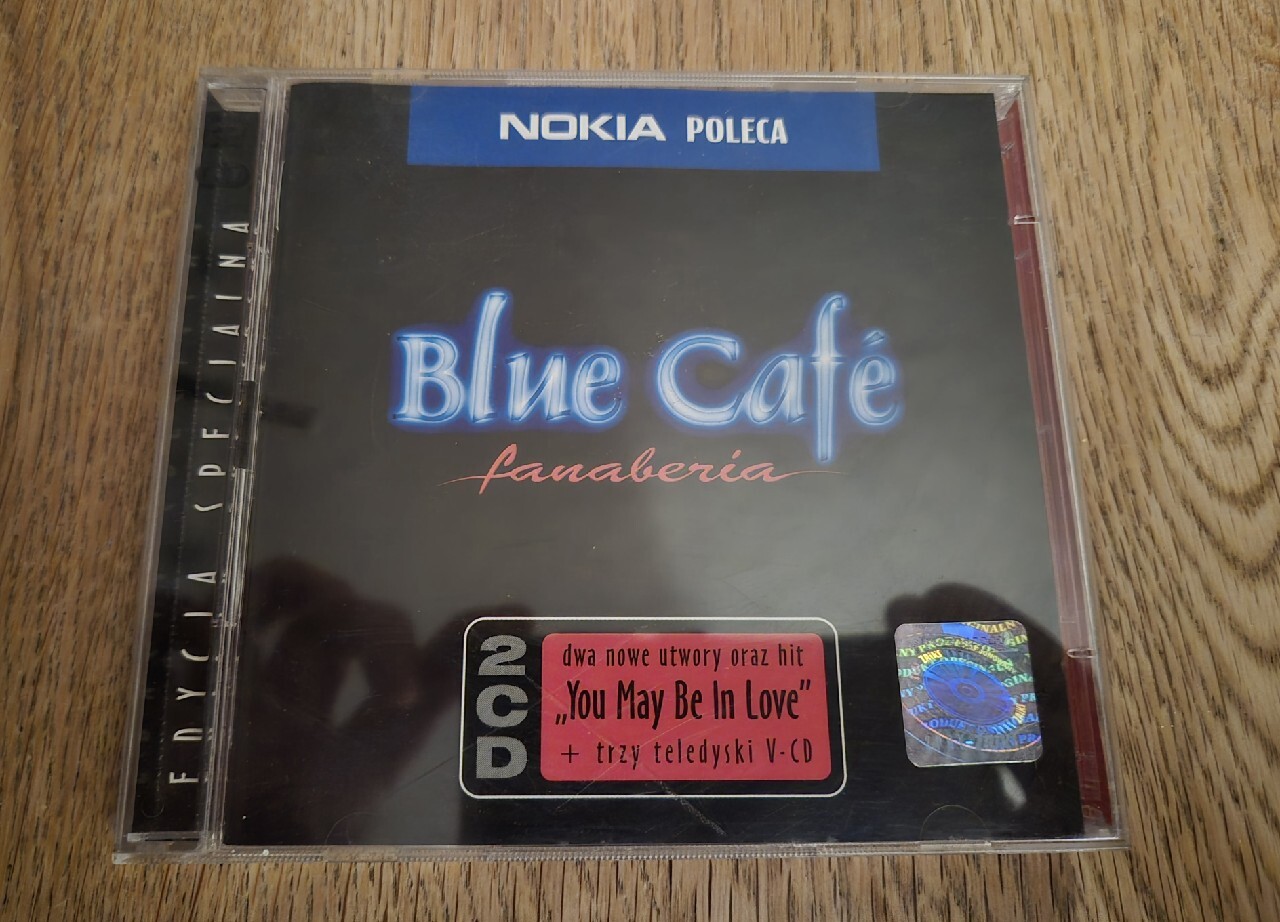 NOKIA POLECA
EDYCJA SPECJALNA
Blue Café
fanaberia
2CD
dwa nowe utwory oraz hit
„You May Be In Love”
+ trzy teledyski V-CD